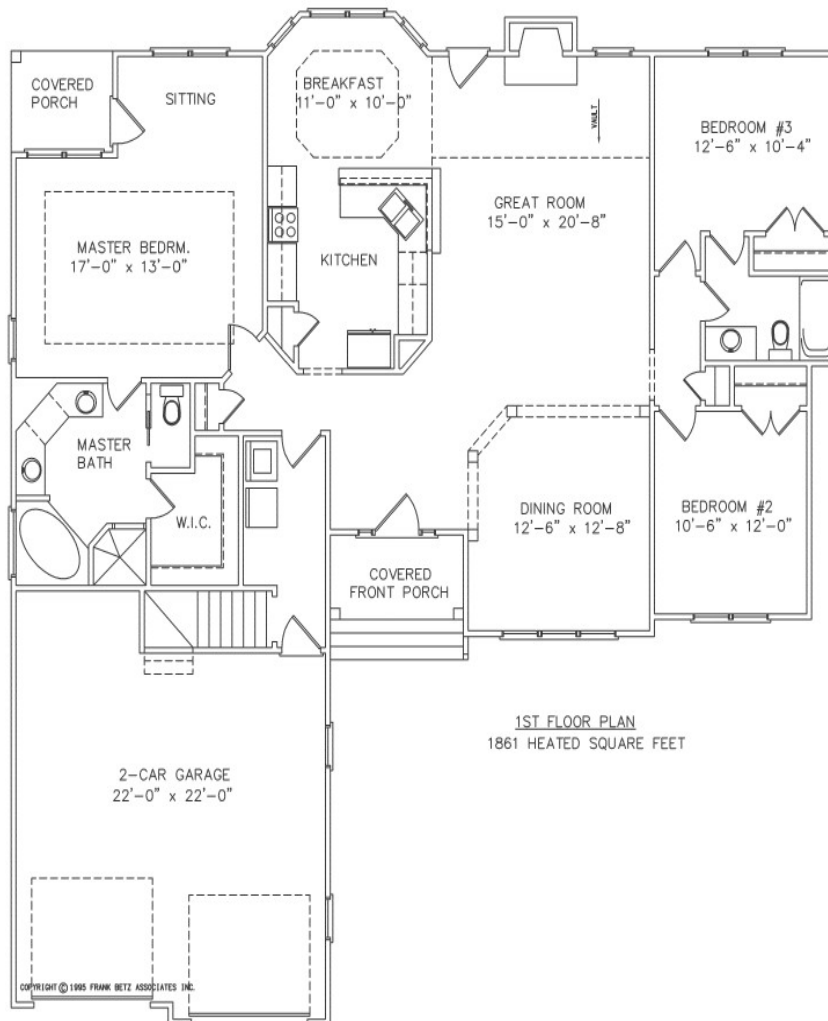 COVERED
PORCH
SITTING
BREAKFAST
11'-0" x 10'-0"
VAULT
BEDROOM #3
12'-6" x 10'-4"
GREAT ROOM
15'-0" x 20'-8"
MASTER BEDRM.
17'-0" x 13'-0"
KITCHEN
MASTER
BATH
W.I.C.
DINING ROOM
12'-6" x 12'-8"
BEDROOM #2
10'-6" x 12'-0"
COVERED
FRONT PORCH
1ST FLOOR PLAN
1861 HEATED SQUARE FEET
2-CAR GARAGE
22'-0" x 22'-0"
COPYRIGHT © 1995 FRANK BETZ ASSOCIATES INC.